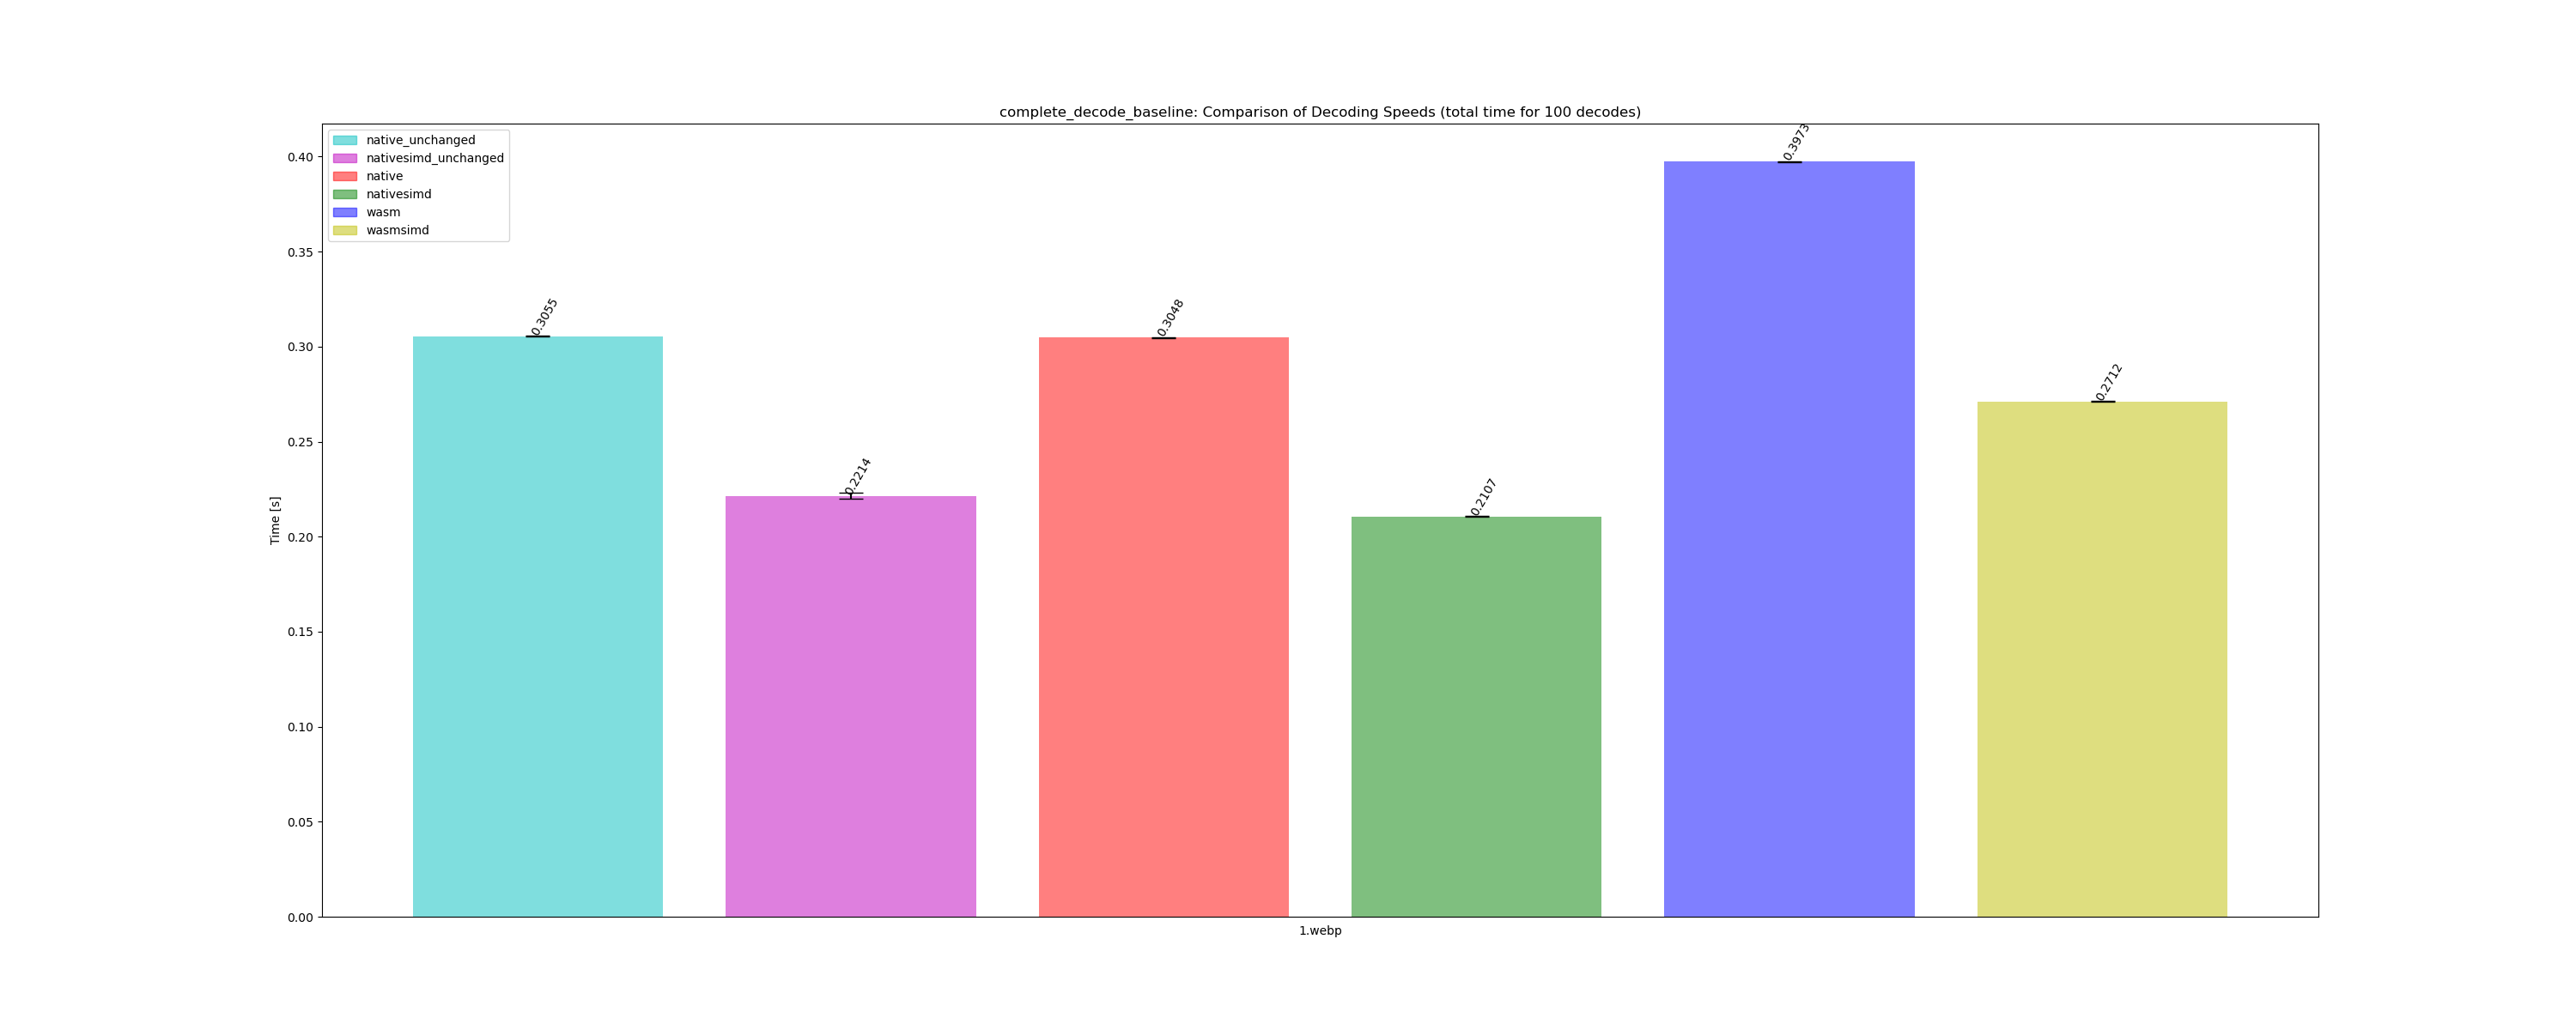 complete_decode_baseline: Comparison of Decoding Speeds (total time for 100 decodes)
native_unchanged
nativesimd_unchanged
native
nativesimd
wasm
wasmsimd
0.40
0.35
0.30
0.25
0.20
0.15
0.10
0.05
0.00
Time [s]
0.3055
0.2214
0.3048
0.2107
0.3973
0.2712
1.webp